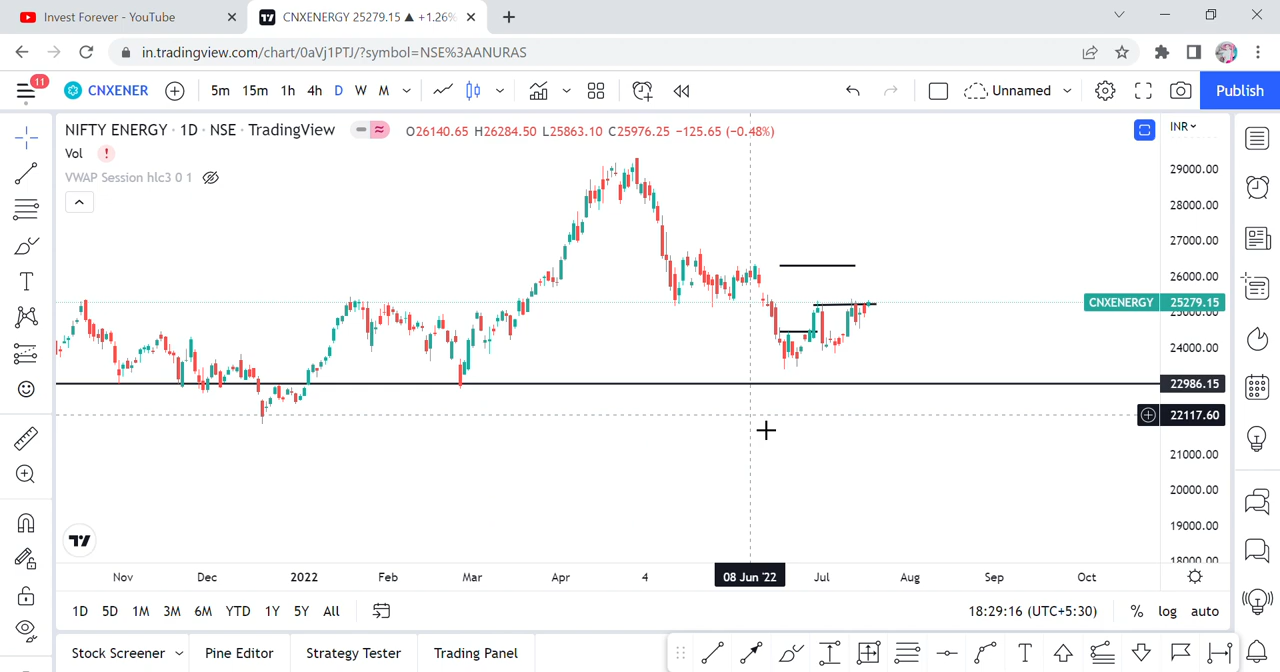 Invest Forever - YouTube
CNXENERGY 25279.15 ▲ +1.26%
in.tradingview.com/chart/0aVj1PTJ/?symbol=NSE%3AANURAS
11
CNXENER
5m 15m 1h 4h D W M
Unnamed
Publish
NIFTY ENERGY · 1D · NSE · TradingView
O26140.65 H26284.50 L25863.10 C25976.25 −125.65 (−0.48%)
INR
Vol
VWAP Session hlc3 0 1
29000.00
28000.00
27000.00
26000.00
CNXENERGY 25279.15
25000.00
24000.00
22986.15
22117.60
21000.00
20000.00
19000.00
18000.00
Nov Dec 2022 Feb Mar Apr 4 08 Jun '22 Jul Aug Sep Oct
1D 5D 1M 3M 6M YTD 1Y 5Y All
18:29:16 (UTC+5:30) % log auto
Stock Screener Pine Editor Strategy Tester Trading Panel